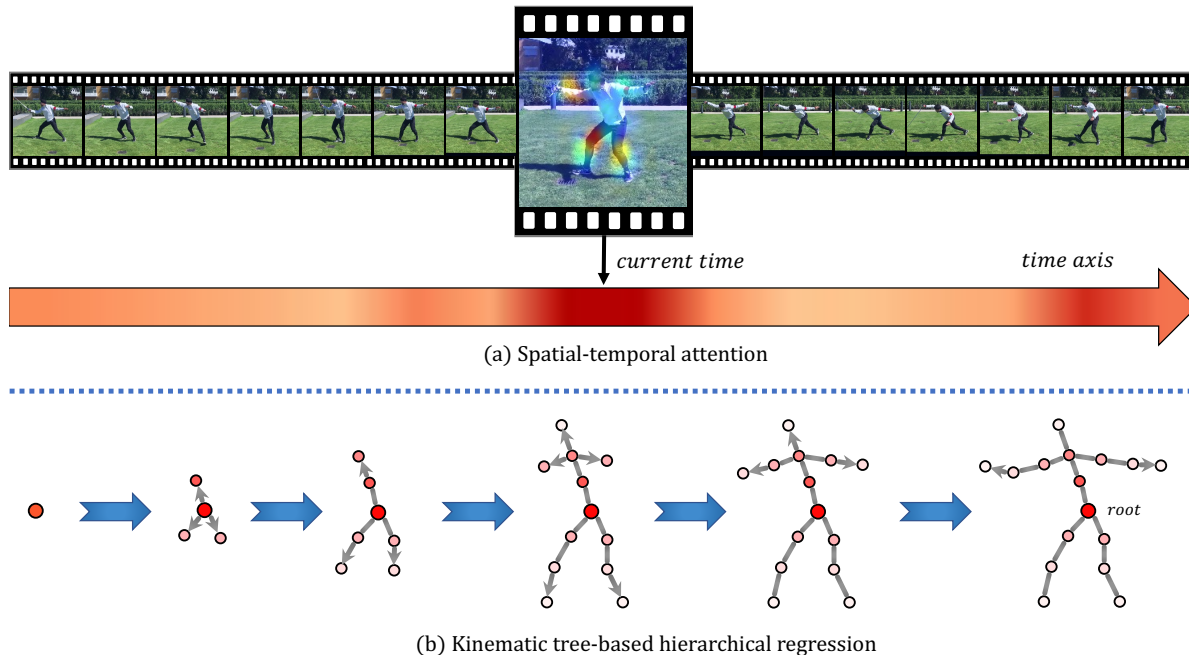 current time
time axis
(a) Spatial-temporal attention
root
(b) Kinematic tree-based hierarchical regression